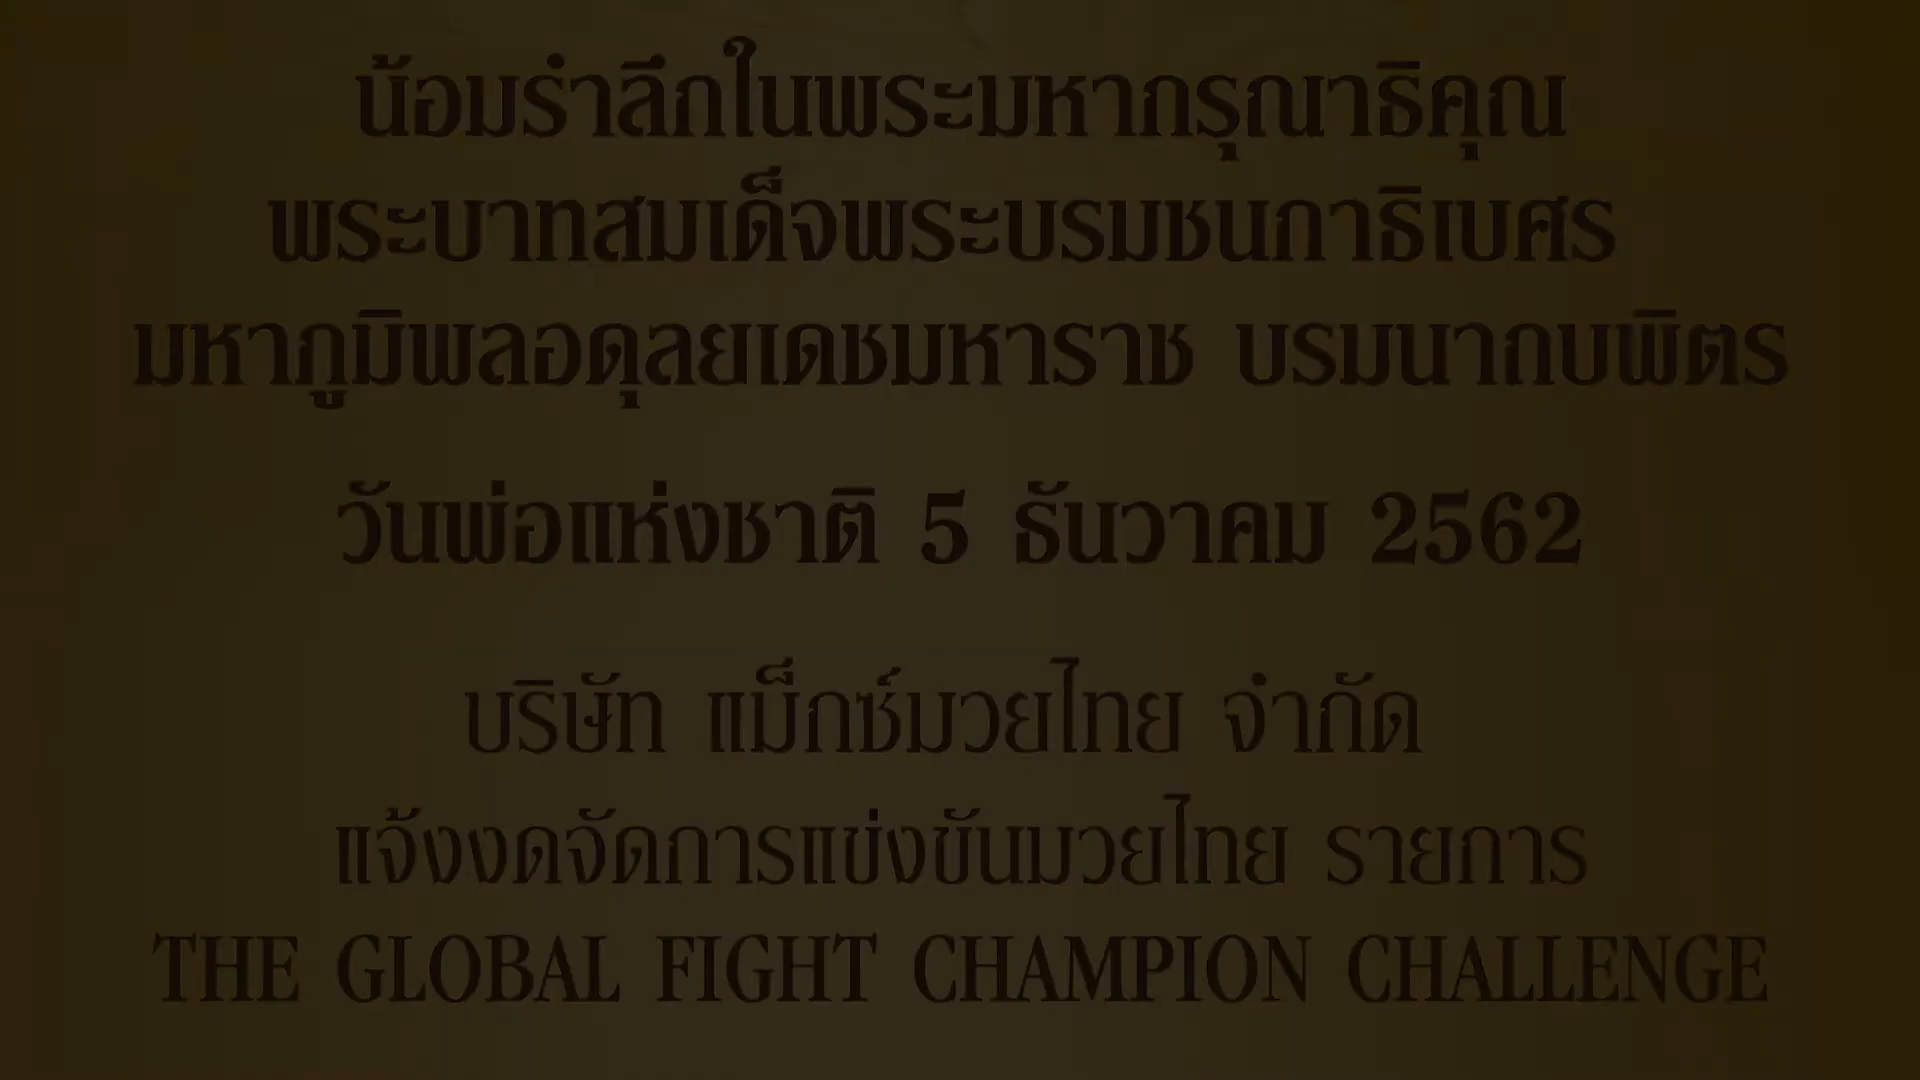 น้อมรำลึกในพระมหากรุณาธิคุณ
พระบาทสมเด็จพระบรมชนกาธิเบศร
มหาภูมิพลอดุลยเดชมหาราช บรมนาถบพิตร
วันพ่อแห่งชาติ 5 ธันวาคม 2562
บริษัท แม็กซ์มวยไทย จำกัด
แจ้งงดจัดการแข่งขันมวยไทย รายการ
THE GLOBAL FIGHT CHAMPION CHALLENGE